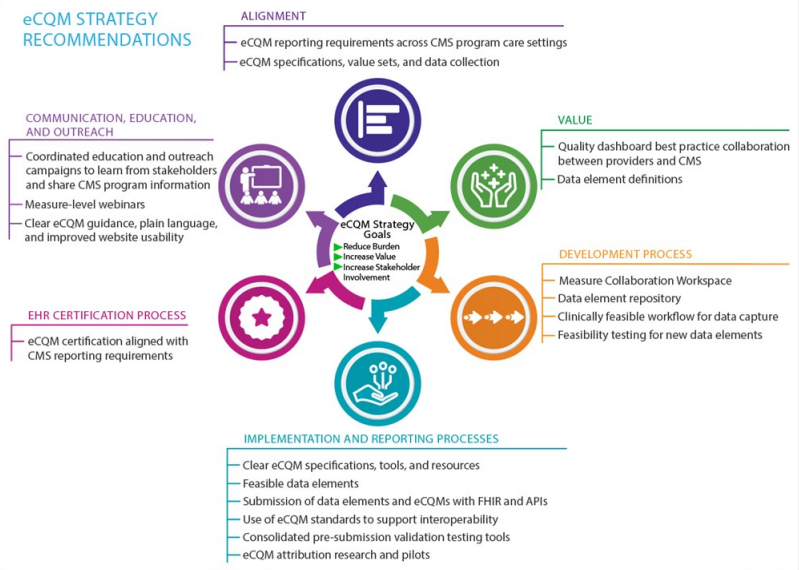 eCQM STRATEGY
RECOMMENDATIONS
ALIGNMENT
eCQM reporting requirements across CMS program care settings
eCQM specifications, value sets, and data collection
COMMUNICATION, EDUCATION,
AND OUTREACH
Coordinated education and outreach
campaigns to learn from stakeholders
and share CMS program information
Measure-level webinars
Clear eCQM guidance, plain language,
and improved website usability
VALUE
Quality dashboard best practice collaboration
between providers and CMS
Data element definitions
eCQM Strategy
Goals
Reduce Burden
Increase Value
Increase Stakeholder
Involvement
DEVELOPMENT PROCESS
Measure Collaboration Workspace
Data element repository
Clinically feasible workflow for data capture
Feasibility testing for new data elements
EHR CERTIFICATION PROCESS
eCQM certification aligned with
CMS reporting requirements
IMPLEMENTATION AND REPORTING PROCESSES
Clear eCQM specifications, tools, and resources
Feasible data elements
Submission of data elements and eCQMs with FHIR and APIs
Use of eCQM standards to support interoperability
Consolidated pre-submission validation testing tools
eCQM attribution research and pilots